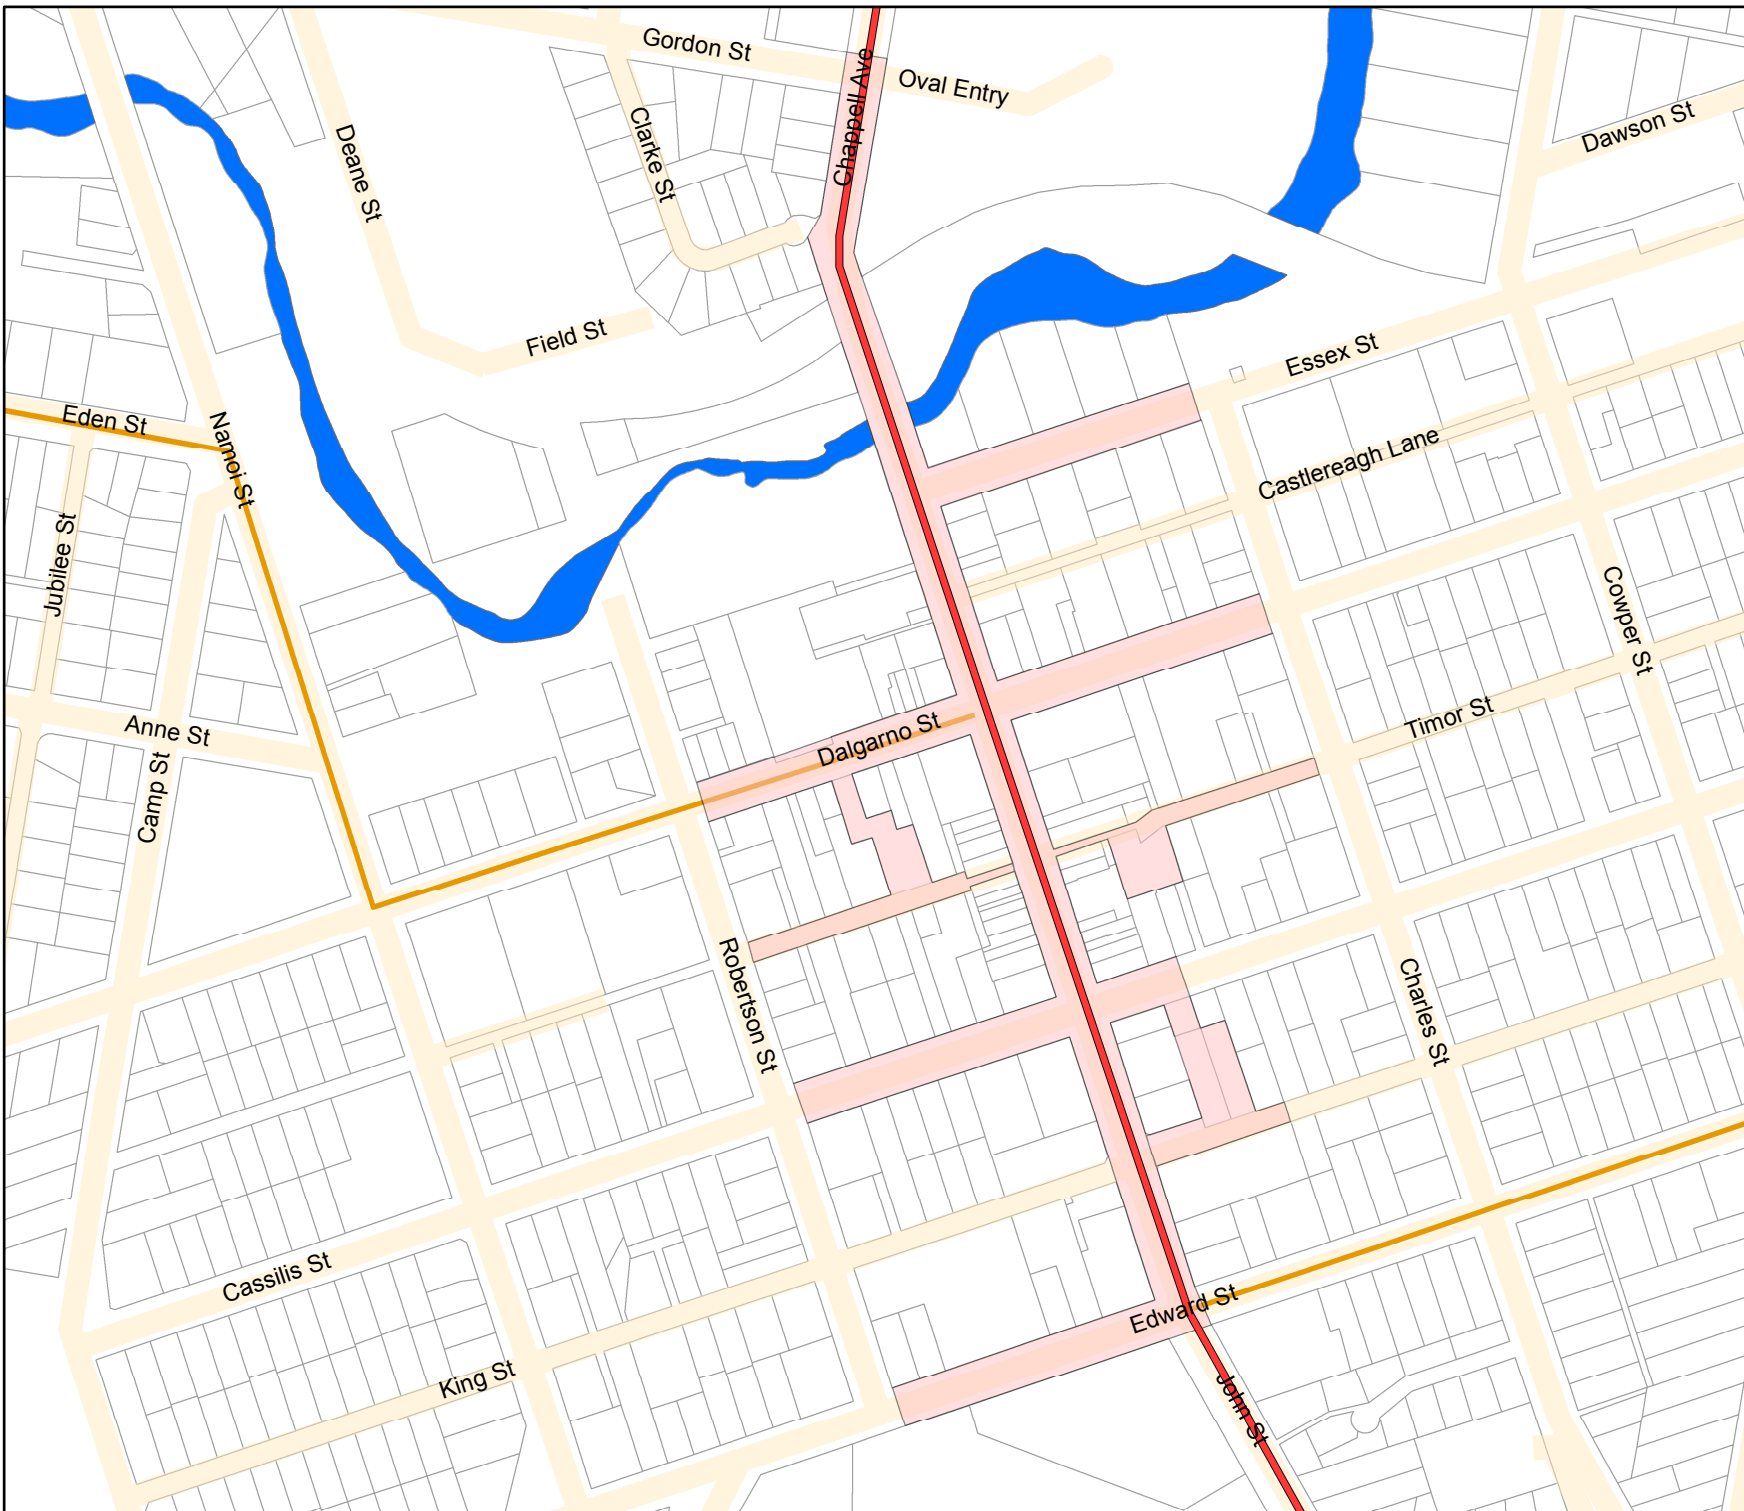 Gordon St
Oval Entry
Chappell Ave
Clarke St
Deane St
Dawson St
Field St
Essex St
Eden St
Namoi St
Castlereagh Lane
Jubilee St
Cowper St
Anne St
Camp St
Dalgarno St
Timor St
Robertson St
Charles St
Cassilis St
Edward St
King St
John St